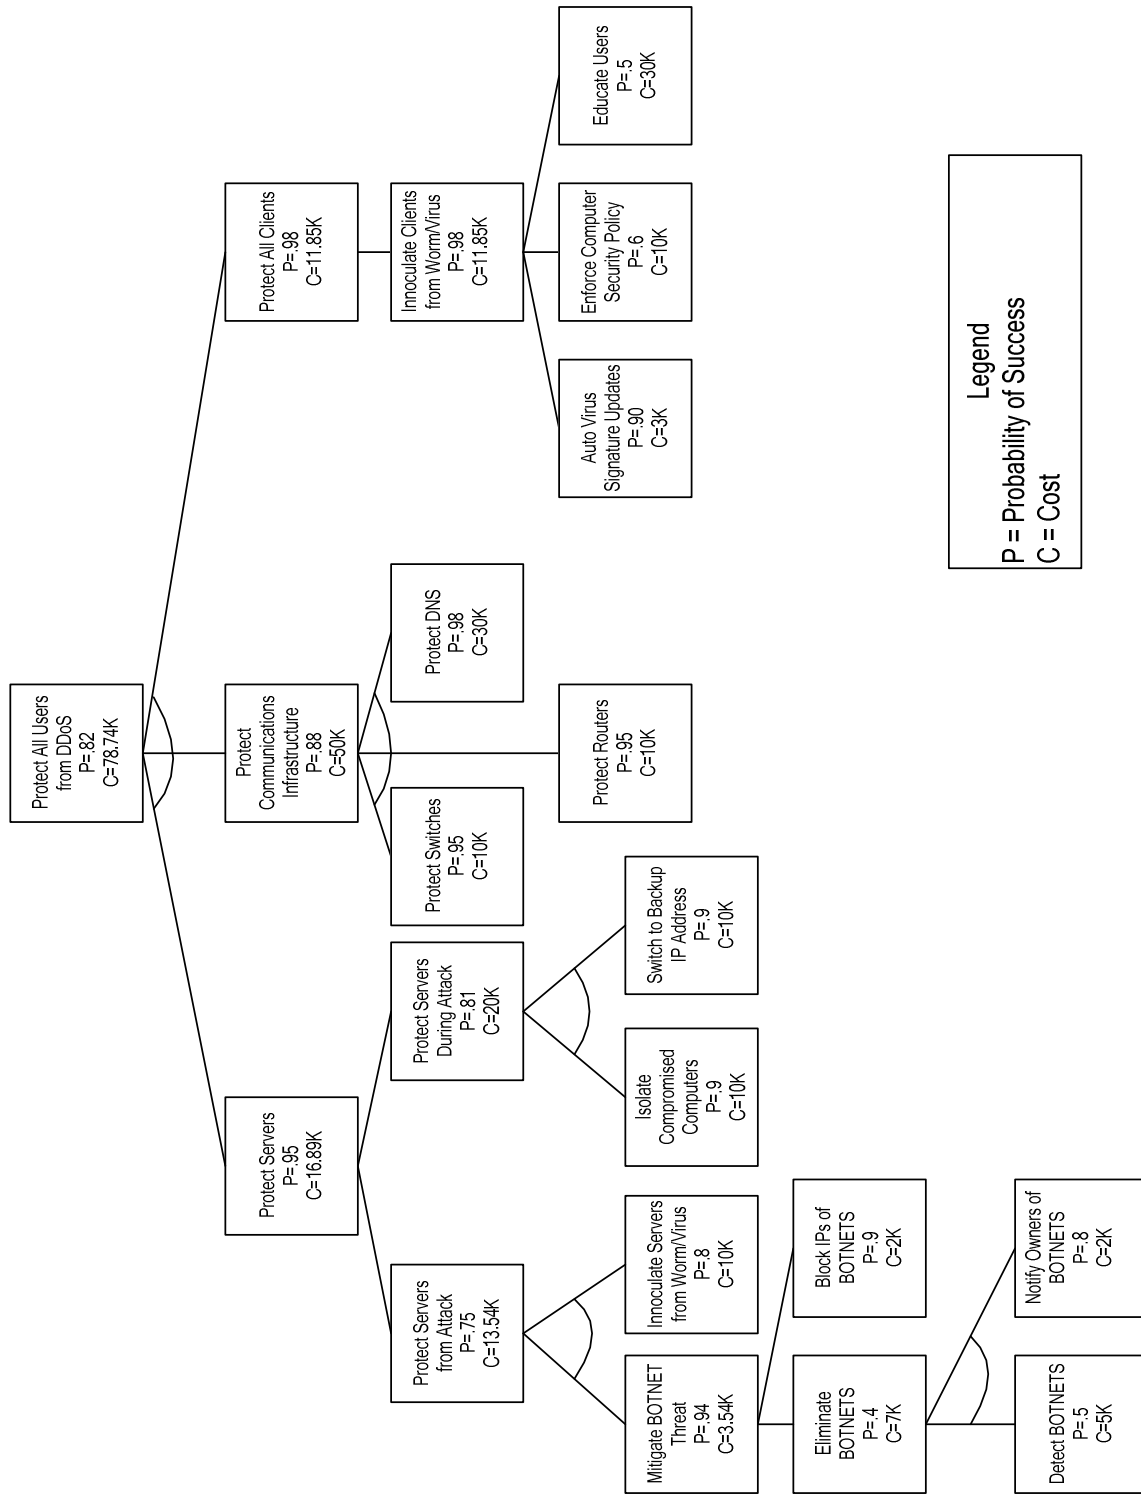 Protect All Users
from DDoS
P=.82
C=78.74K
Protect Servers
P=.95
C=16.89K
Protect
Communications
Infrastructure
P=.88
C=50K
Protect All Clients
P=.98
C=11.85K
Protect Servers
from Attack
P=.75
C=13.54K
Protect Servers
During Attack
P=.81
C=20K
Protect Switches
P=.95
C=10K
Protect DNS
P=.98
C=30K
Innoculate Clients
from Worm/Virus
P=.98
C=11.85K
Protect Routers
P=.95
C=10K
Auto Virus
Signature Updates
P=.90
C=3K
Enforce Computer
Security Policy
P=.6
C=10K
Educate Users
P=.5
C=30K
Mitigate BOTNET
Threat
P=.94
C=3.54K
Innoculate Servers
from Worm/Virus
P=.8
C=10K
Isolate
Compromised
Computers
P=.9
C=10K
Switch to Backup
IP Address
P=.9
C=10K
Eliminate
BOTNETS
P=.4
C=7K
Block IPs of
BOTNETS
P=.9
C=2K
Detect BOTNETS
P=.5
C=5K
Notify Owners of
BOTNETS
P=.8
C=2K
Legend
P = Probability of Success
C = Cost